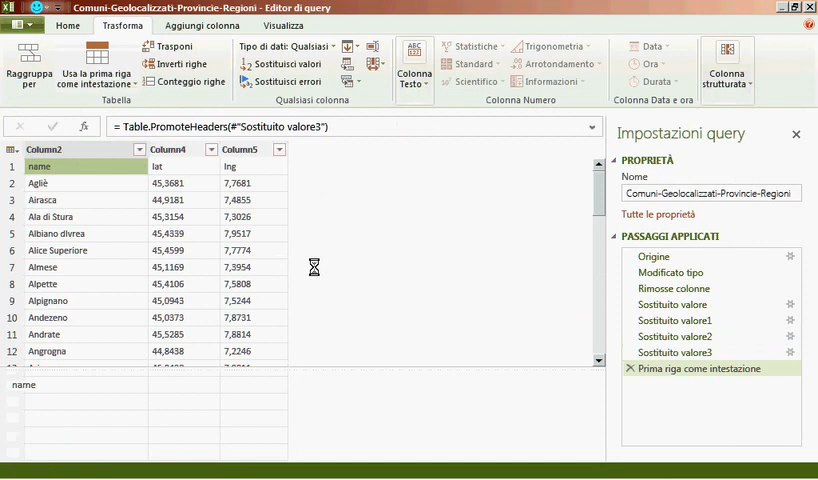 Comuni-Geolocalizzati-Provincie-Regioni - Editor di query
Home Trasforma Aggiungi colonna Visualizza
Raggruppa per
Usa la prima riga come intestazione
Trasponi
Inverti righe
Conteggio righe
Tabella
Tipo di dati: Qualsiasi
Sostituisci valori
Sostituisci errori
Qualsiasi colonna
Colonna Testo
Statistiche
Standard
Scientifico
Trigonometria
Arrotondamento
Informazioni
Colonna Numero
Data
Ora
Durata
Colonna Data e ora
Colonna strutturata
fx = Table.PromoteHeaders(#"Sostituito valore3")
Column2 Column4 Column5
1 name lat lng
2 Agliè 45,3681 7,7681
3 Airasca 44,9181 7,4855
4 Ala di Stura 45,3154 7,3026
5 Albiano dIvrea 45,4339 7,9517
6 Alice Superiore 45,4599 7,7774
7 Almese 45,1169 7,3954
8 Alpette 45,4106 7,5808
9 Alpignano 45,0943 7,5244
10 Andezeno 45,0373 7,8731
11 Andrate 45,5285 7,8814
12 Angrogna 44,8438 7,2246
name
Impostazioni query
PROPRIETÀ
Nome
Comuni-Geolocalizzati-Provincie-Regioni
Tutte le proprietà
PASSAGGI APPLICATI
Origine
Modificato tipo
Rimosse colonne
Sostituito valore
Sostituito valore1
Sostituito valore2
Sostituito valore3
Prima riga come intestazione